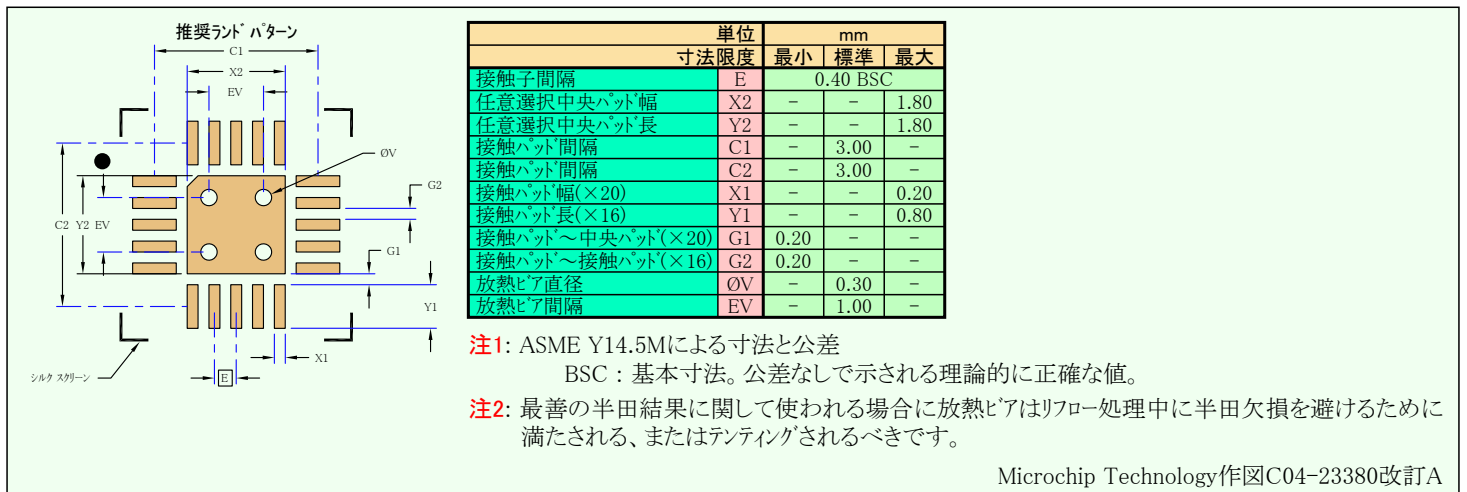 推奨ランドパターン
C1
X2
EV
ØV
G2
C2 Y2 EV
G1
Y1
X1
E
シルク スクリーン
単位 mm
寸法限度 最小 標準 最大
接触子間隔 E 0.40 BSC
任意選択中央パッド幅 X2 - - 1.80
任意選択中央パッド長 Y2 - - 1.80
接触パッド間隔 C1 - 3.00 -
接触パッド間隔 C2 - 3.00 -
接触パッド幅(×20) X1 - - 0.20
接触パッド長(×16) Y1 - - 0.80
接触パッド～中央パッド(×20) G1 0.20 - -
接触パッド～接触パッド(×16) G2 0.20 - -
放熱ビア直径 ØV - 0.30 -
放熱ビア間隔 EV - 1.00 -
注1: ASME Y14.5Mによる寸法と公差
BSC : 基本寸法。公差なしで示される理論的に正確な値。
注2: 最善の半田結果に関して使われる場合に放熱ビアはリフロー処理中に半田欠損を避けるために
満たされる、またはテンティングされるべきです。
Microchip Technology作図C04-23380改訂A